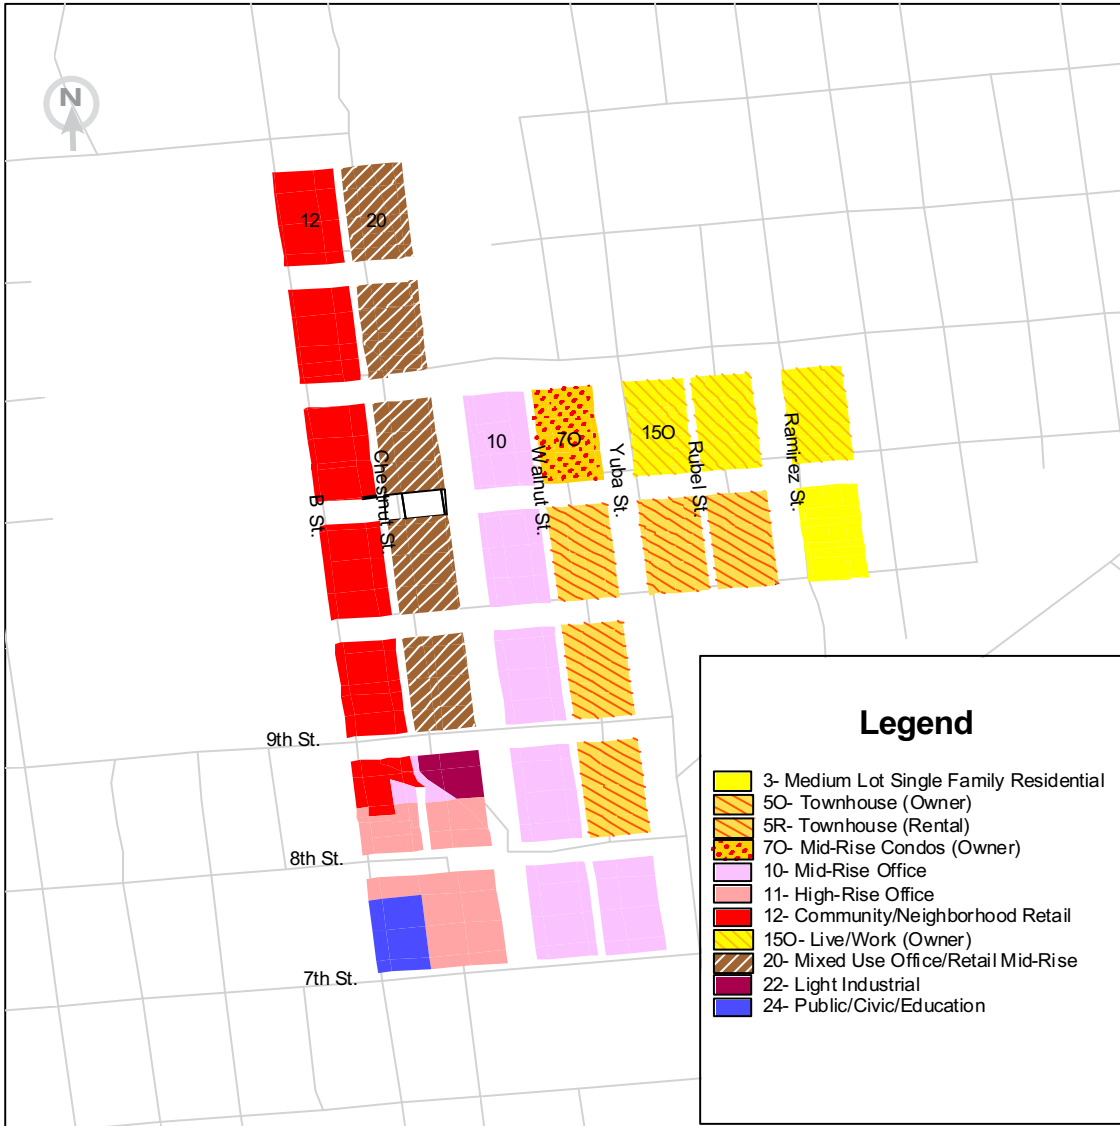 N
12
20
10
7O
15O
B St.
Chestnut St.
Walnut St.
Yuba St.
Rubel St.
Ramirez St.
9th St.
8th St.
7th St.
Legend
3- Medium Lot Single Family Residential
5O- Townhouse (Owner)
5R- Townhouse (Rental)
7O- Mid-Rise Condos (Owner)
10- Mid-Rise Office
11- High-Rise Office
12- Community/Neighborhood Retail
15O- Live/Work (Owner)
20- Mixed Use Office/Retail Mid-Rise
22- Light Industrial
24- Public/Civic/Education